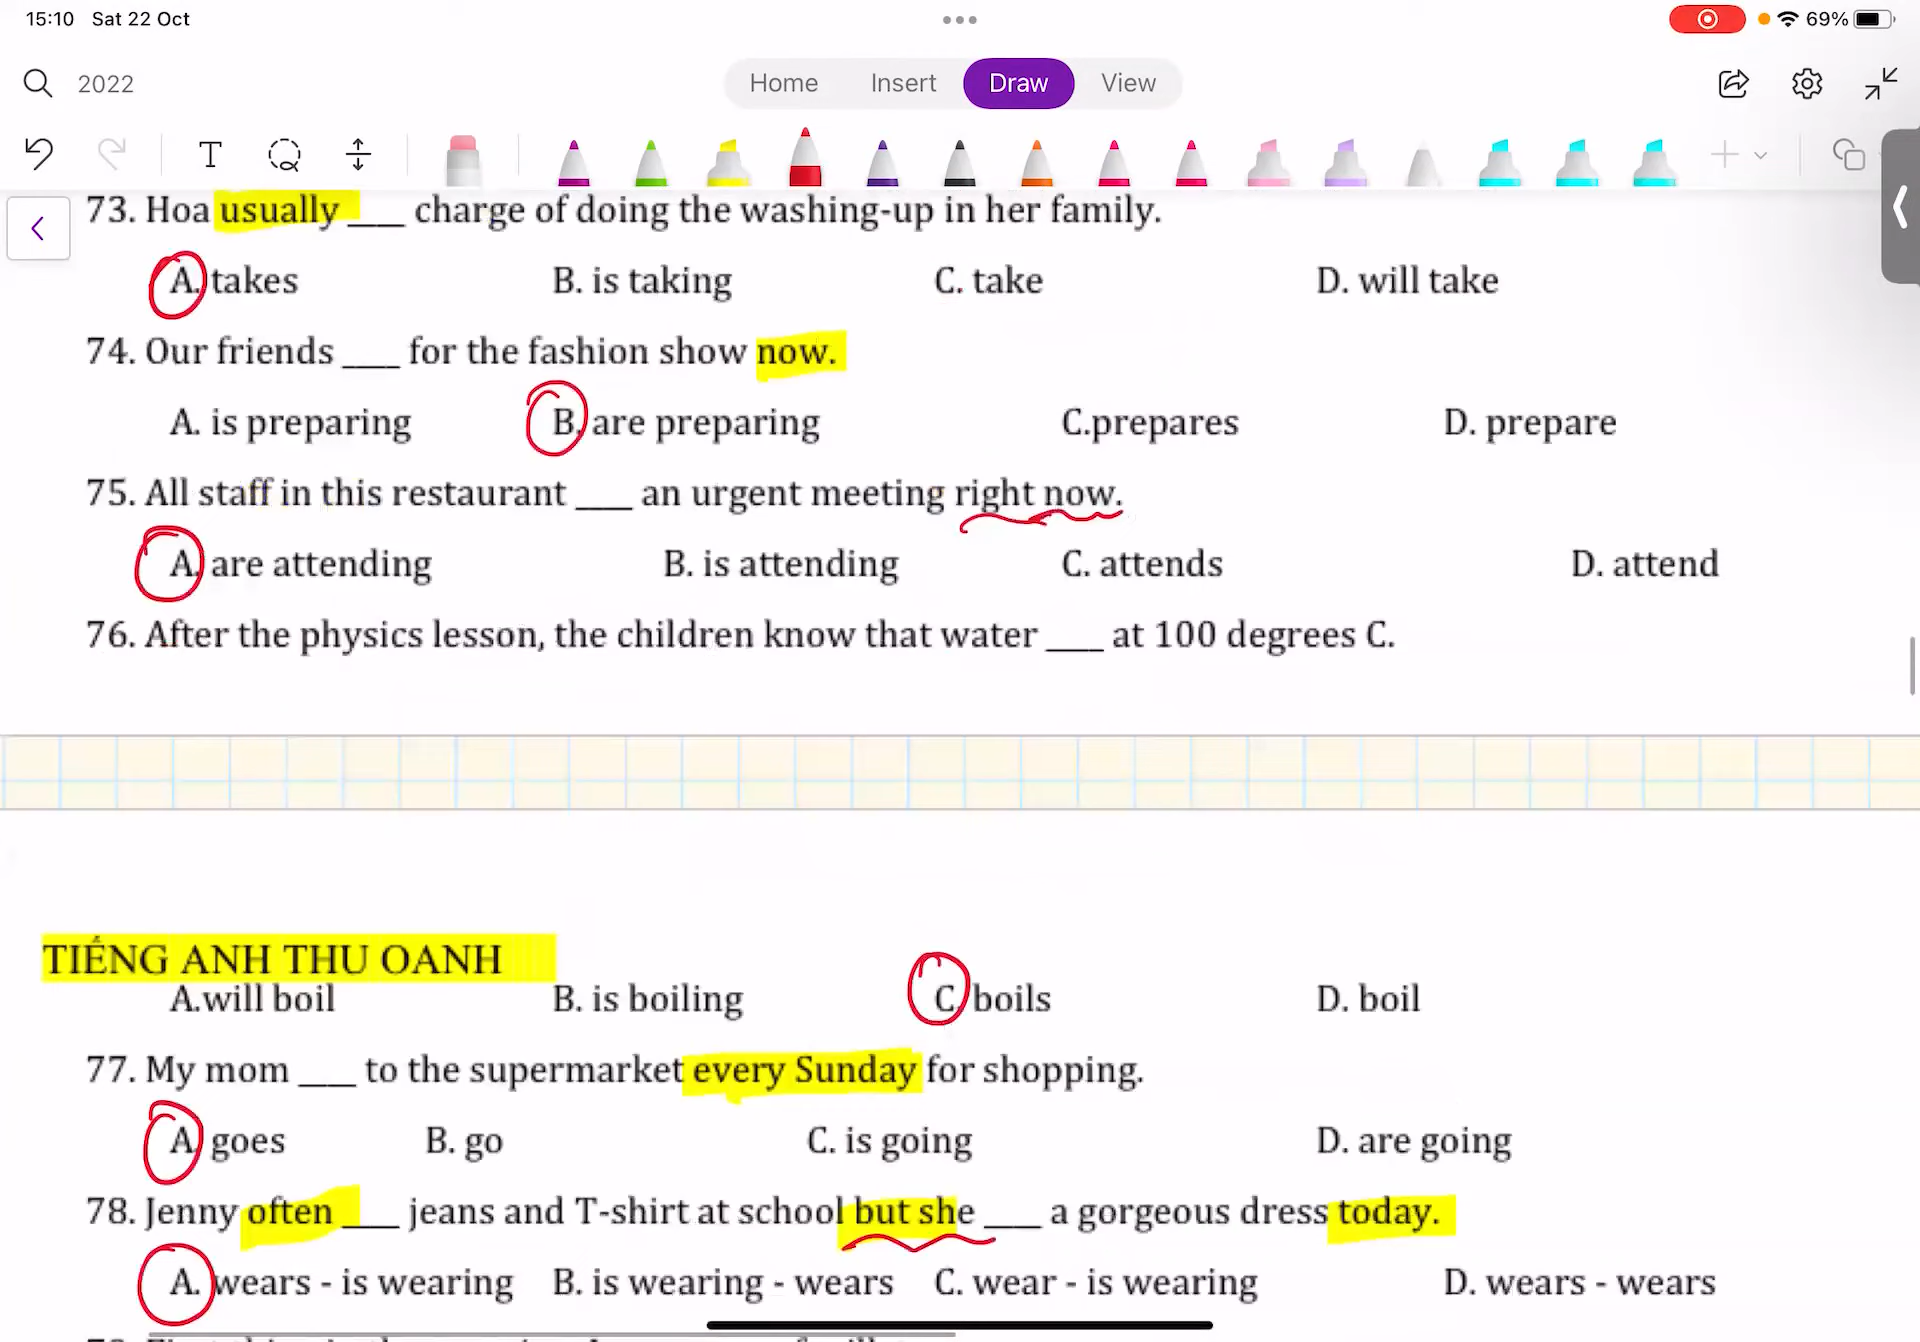 15:10 Sat 22 Oct
69%
2022
Home Insert Draw View
T
73. Hoa usually ___ charge of doing the washing-up in her family.
A. takes B. is taking C. take D. will take
74. Our friends ___ for the fashion show now.
A. is preparing B. are preparing C.prepares D. prepare
75. All staff in this restaurant ___ an urgent meeting right now.
A. are attending B. is attending C. attends D. attend
76. After the physics lesson, the children know that water ___ at 100 degrees C.
TIẾNG ANH THU OANH
A.will boil B. is boiling C. boils D. boil
77. My mom ___ to the supermarket every Sunday for shopping.
A. goes B. go C. is going D. are going
78. Jenny often ___ jeans and T-shirt at school but she ___ a gorgeous dress today.
A. wears - is wearing B. is wearing - wears C. wear - is wearing D. wears - wears